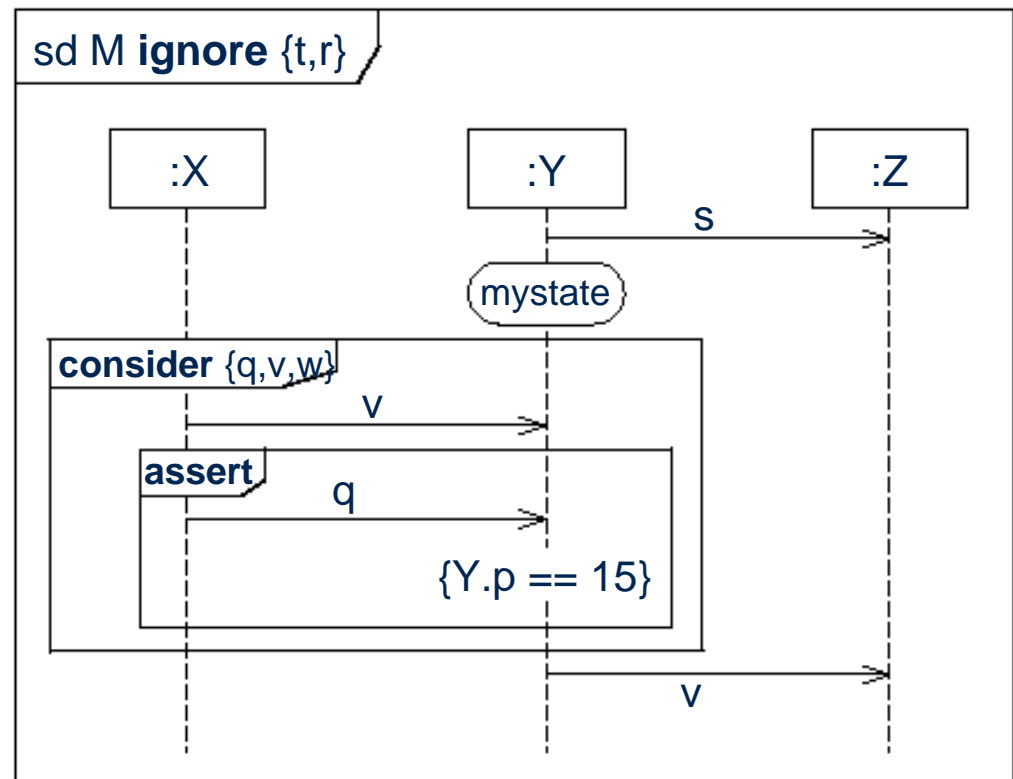 sd M ignore {t,r}
:X :Y :Z
s
mystate
consider {q,v,w}
v
assert
q
{Y.p == 15}
v